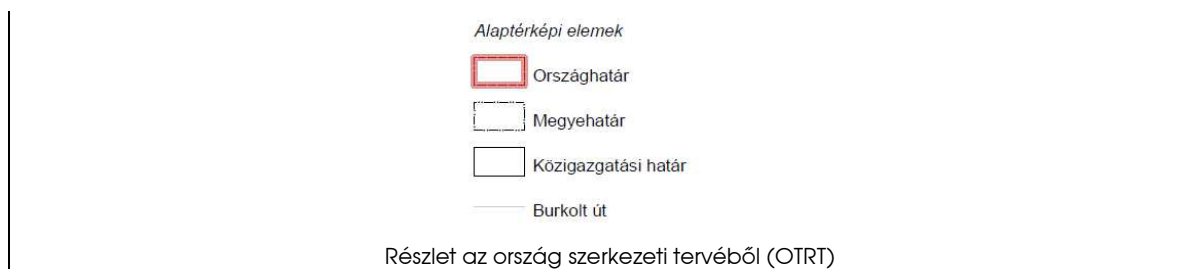 Alaptérképi elemek
Országhatár
Megyehatár
Közigazgatási határ
Burkolt út
Részlet az ország szerkezeti tervéből (OTRT)